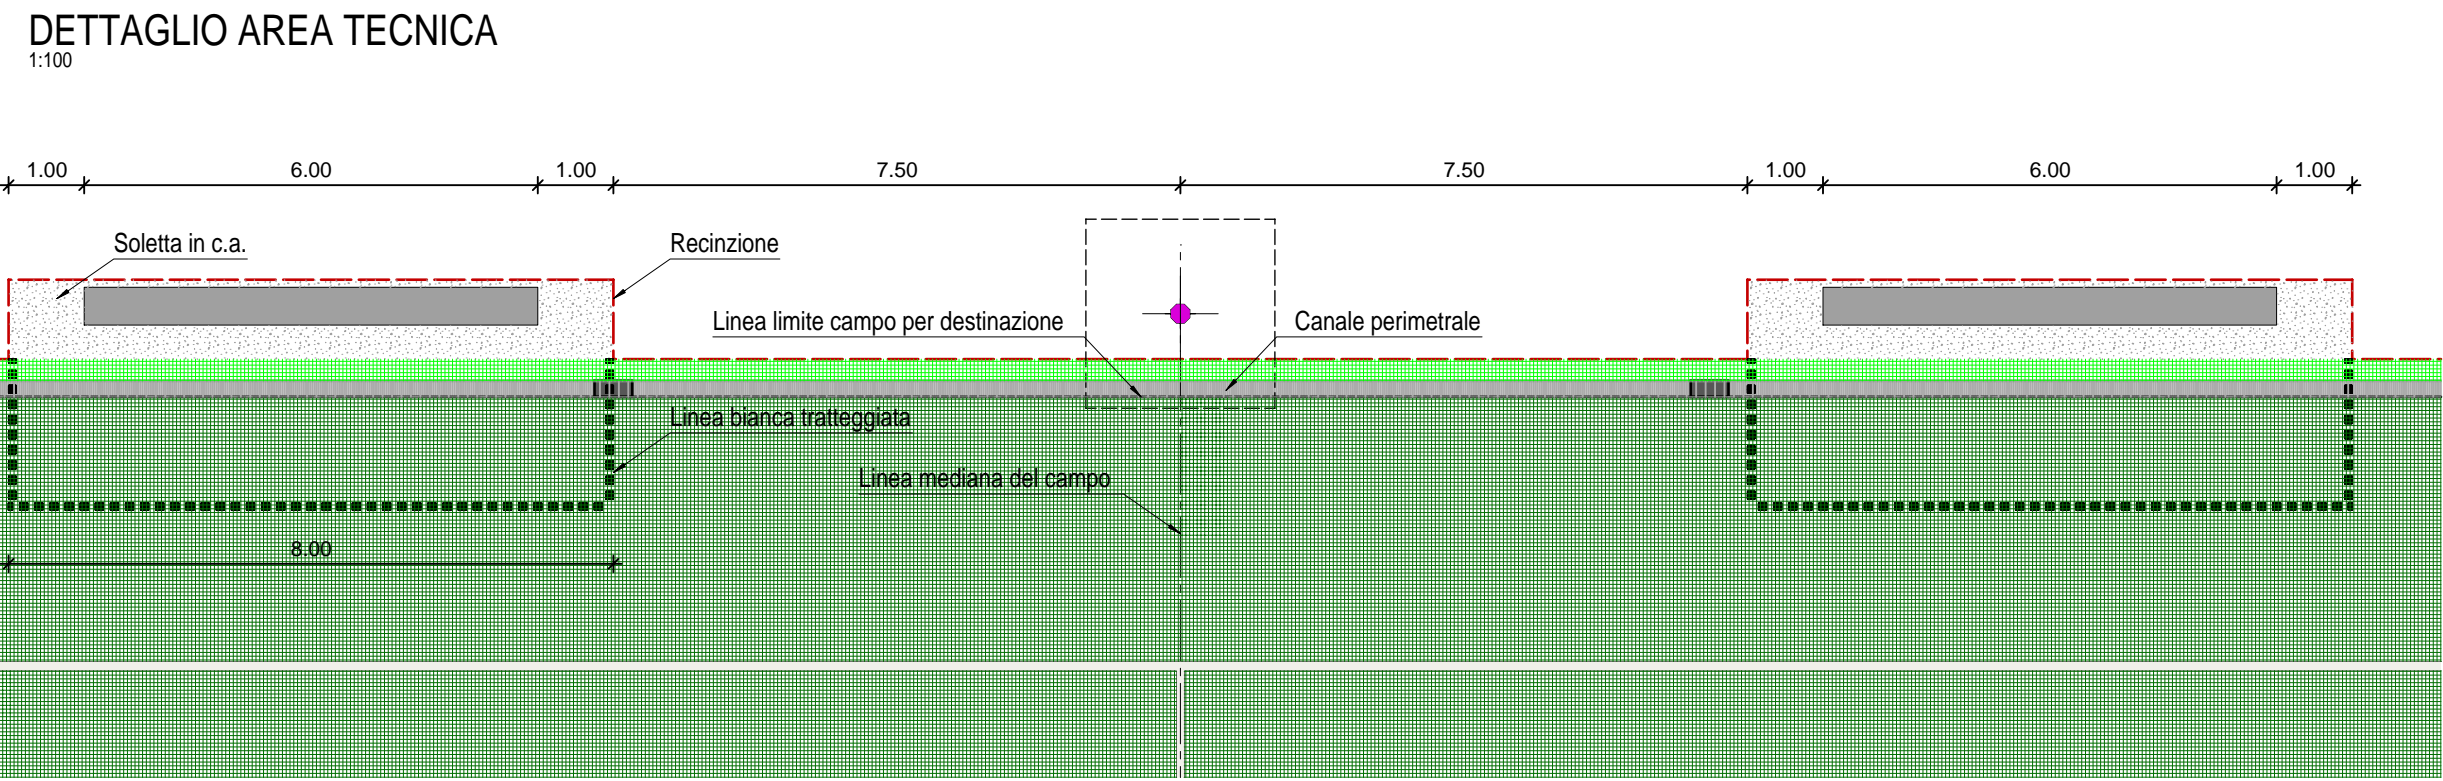 DETTAGLIO AREA TECNICA
1:100
1.00 6.00 1.00 7.50 7.50 1.00 6.00 1.00
Soletta in c.a.
Recinzione
Linea limite campo per destinazione
Canale perimetrale
Linea bianca tratteggiata
Linea mediana del campo
8.00